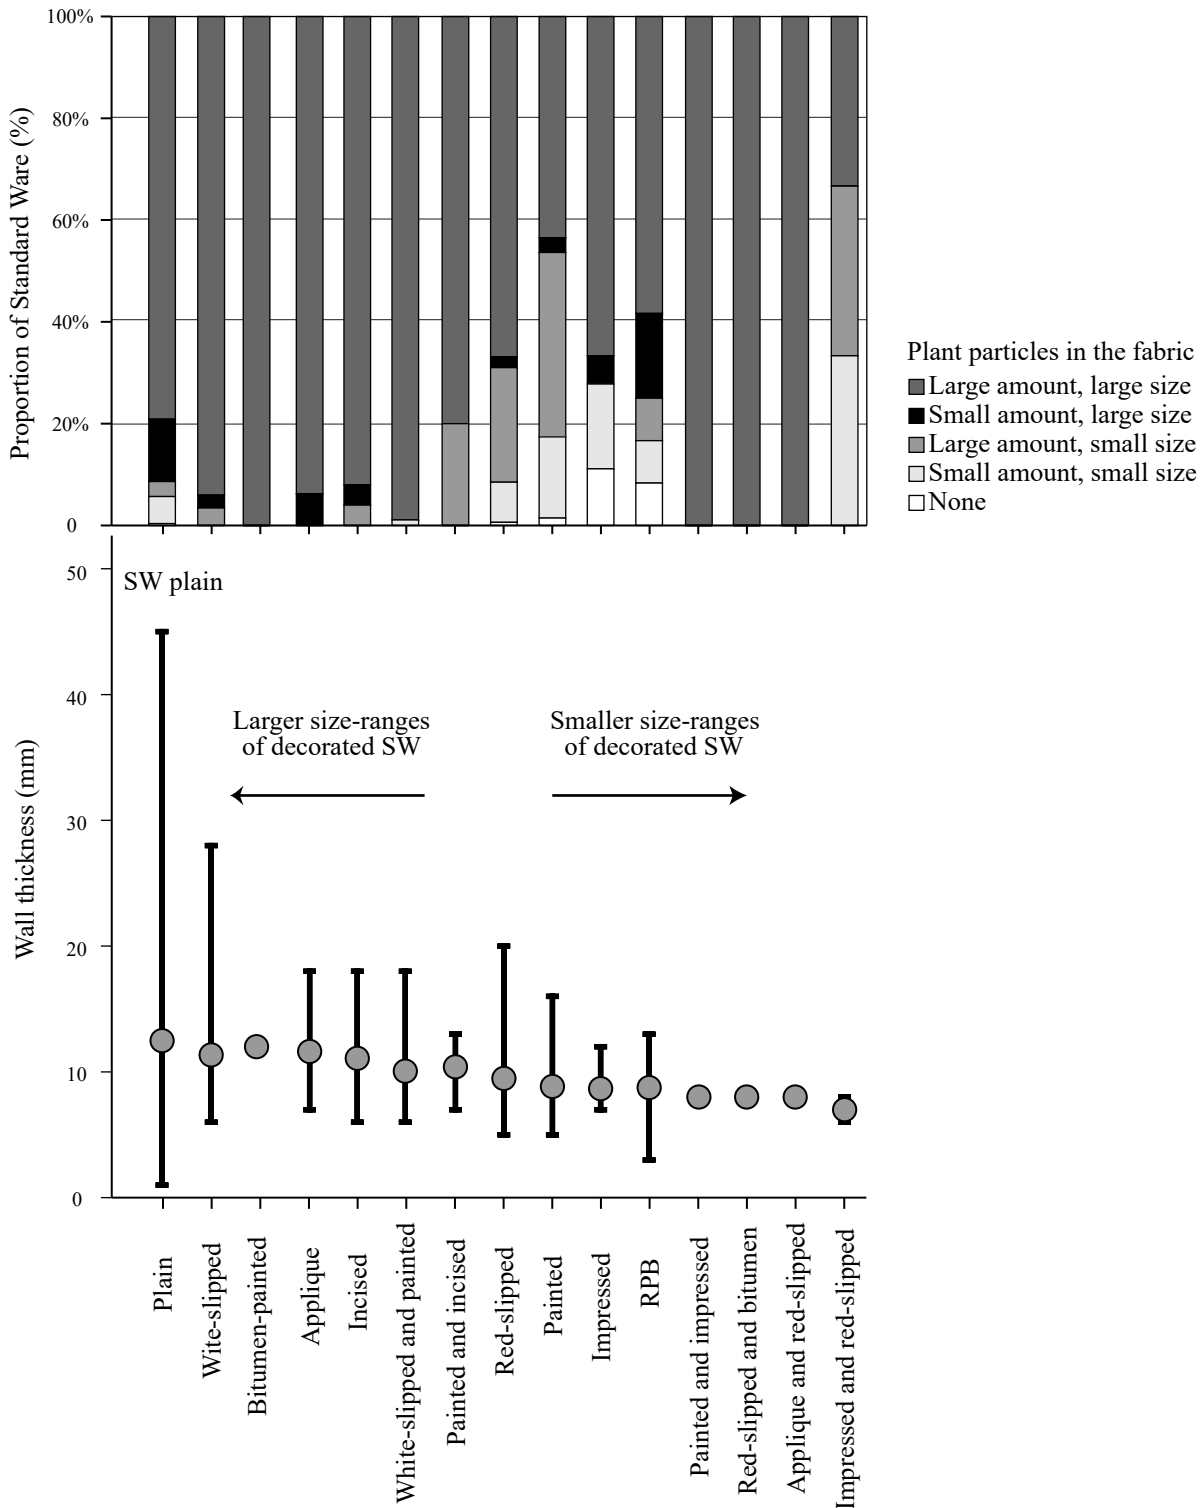 100%
80%
60%
40%
20%
0
Proportion of Standard Ware (%)
Plant particles in the fabric
Large amount, large size
Small amount, large size
Large amount, small size
Small amount, small size
None
50
40
30
20
10
0
Wall thickness (mm)
SW plain
Larger size-ranges
of decorated SW
Smaller size-ranges
of decorated SW
Plain
Wite-slipped
Bitumen-painted
Applique
Incised
White-slipped and painted
Painted and incised
Red-slipped
Painted
Impressed
RPB
Painted and impressed
Red-slipped and bitumen
Applique and red-slipped
Impressed and red-slipped